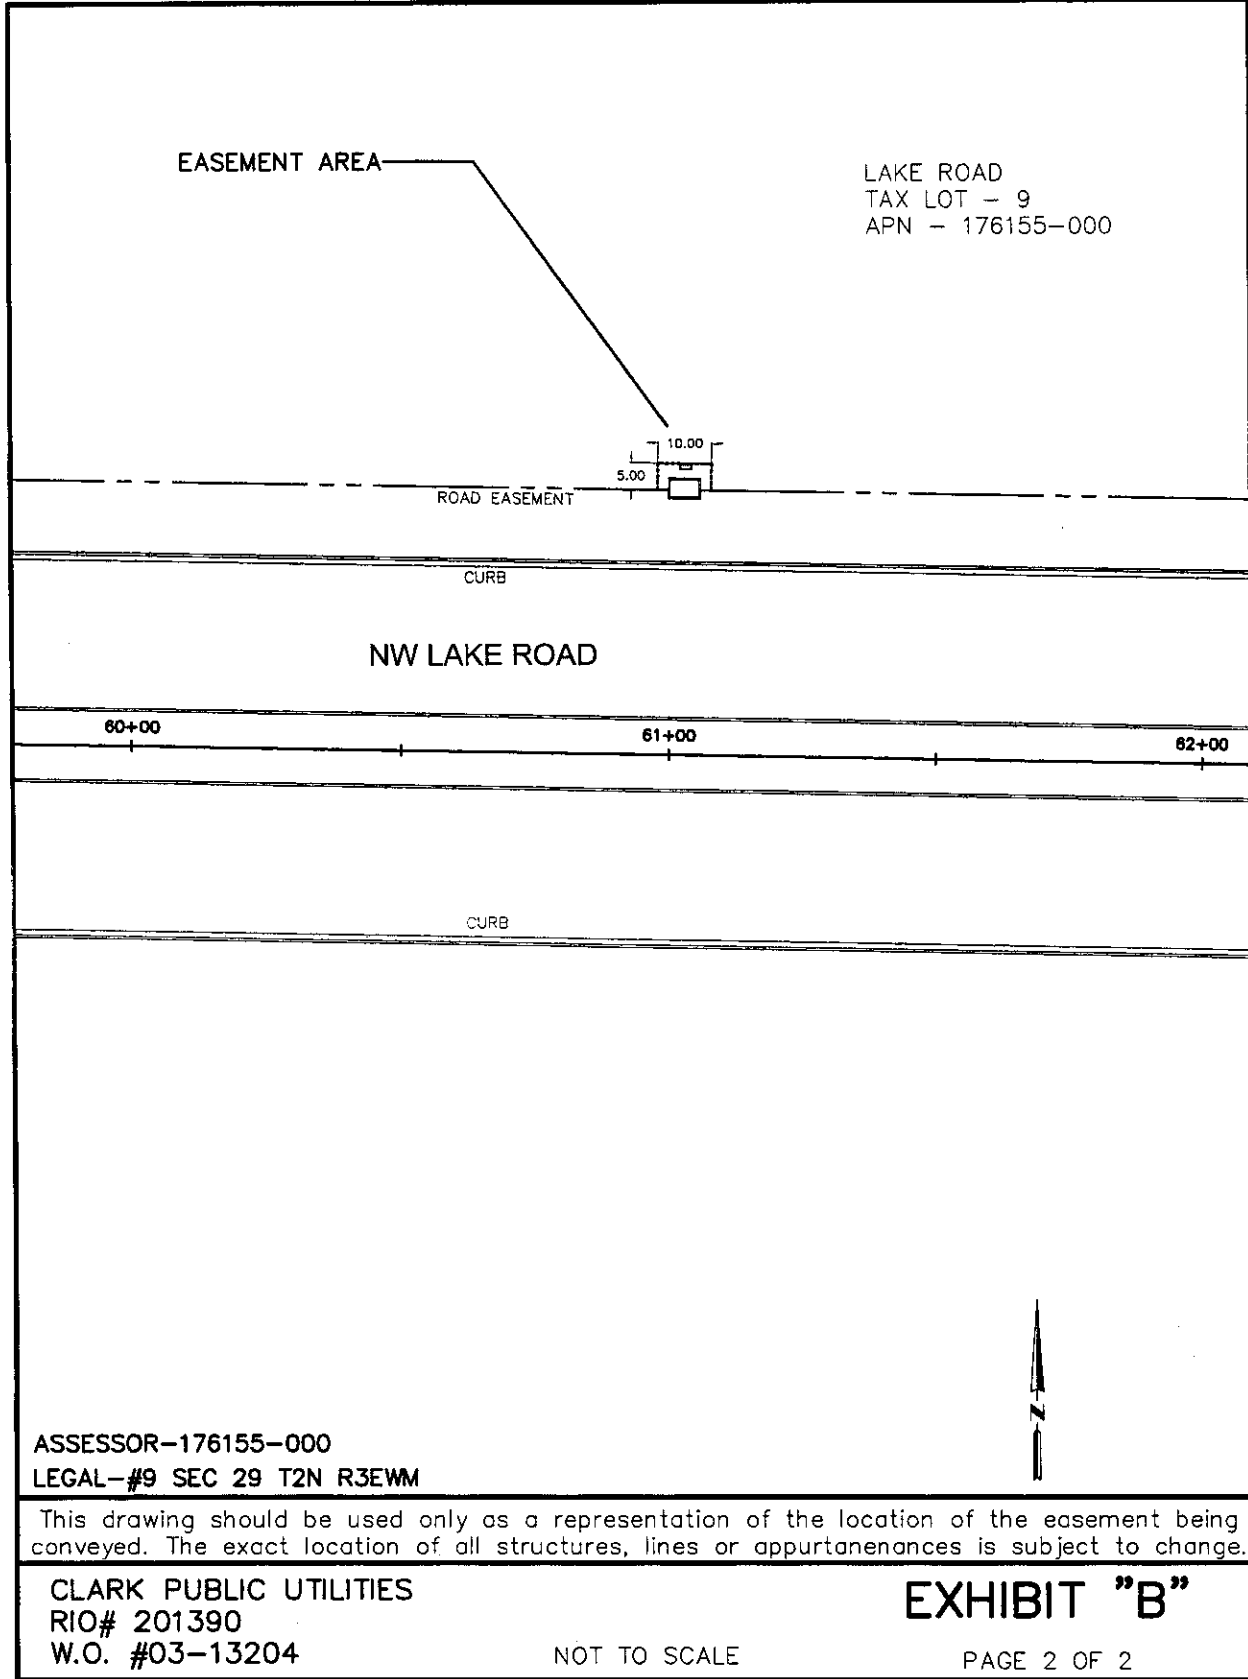 EASEMENT AREA
LAKE ROAD
TAX LOT - 9
APN - 176155-000
10.00
5.00
ROAD EASEMENT
CURB
NW LAKE ROAD
60+00
61+00
62+00
CURB
N
ASSESSOR-176155-000
LEGAL-#9 SEC 29 T2N R3EWM
This drawing should be used only as a representation of the location of the easement being
conveyed. The exact location of all structures, lines or appurtanenances is subject to change.
CLARK PUBLIC UTILITIES
RIO# 201390
W.O. #03-13204
NOT TO SCALE
EXHIBIT "B"
PAGE 2 OF 2